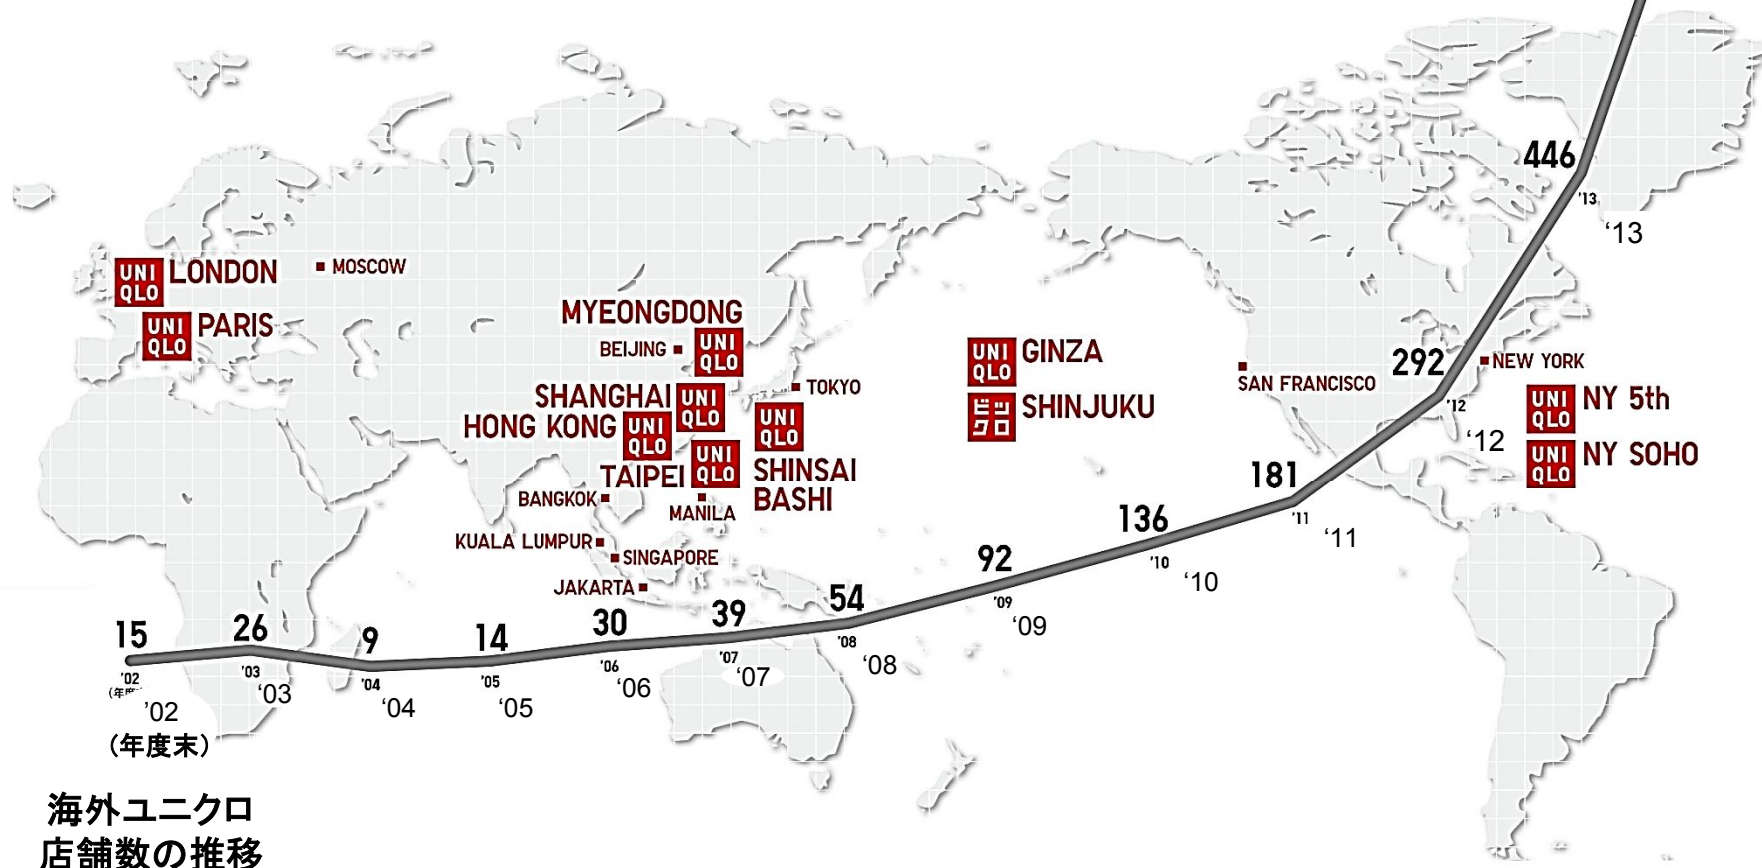 446
'13
‘13
UNI
QLO
LONDON
MOSCOW
UNI
QLO
PARIS
MYEONGDONG
BEIJING
UNI
QLO
TOKYO
SHANGHAI
UNI
QLO
HONG KONG
UNI
QLO
TAIPEI
UNI
QLO
UNI
QLO
SHINSAI
BASHI
BANGKOK
MANILA
KUALA LUMPUR
SINGAPORE
JAKARTA
UNI
QLO
GINZA
ビッ
クロ
SHINJUKU
SAN FRANCISCO
292
'12
‘12
NEW YORK
UNI
QLO
NY 5th
UNI
QLO
NY SOHO
181
'11
‘11
136
'10
‘10
92
'09
‘09
54
'08
‘08
39
'07
‘07
30
'06
‘06
14
'05
‘05
9
'04
‘04
26
'03
‘03
15
'02
(年度
’02
（年度末）
海外ユニクロ
店舗数の推移